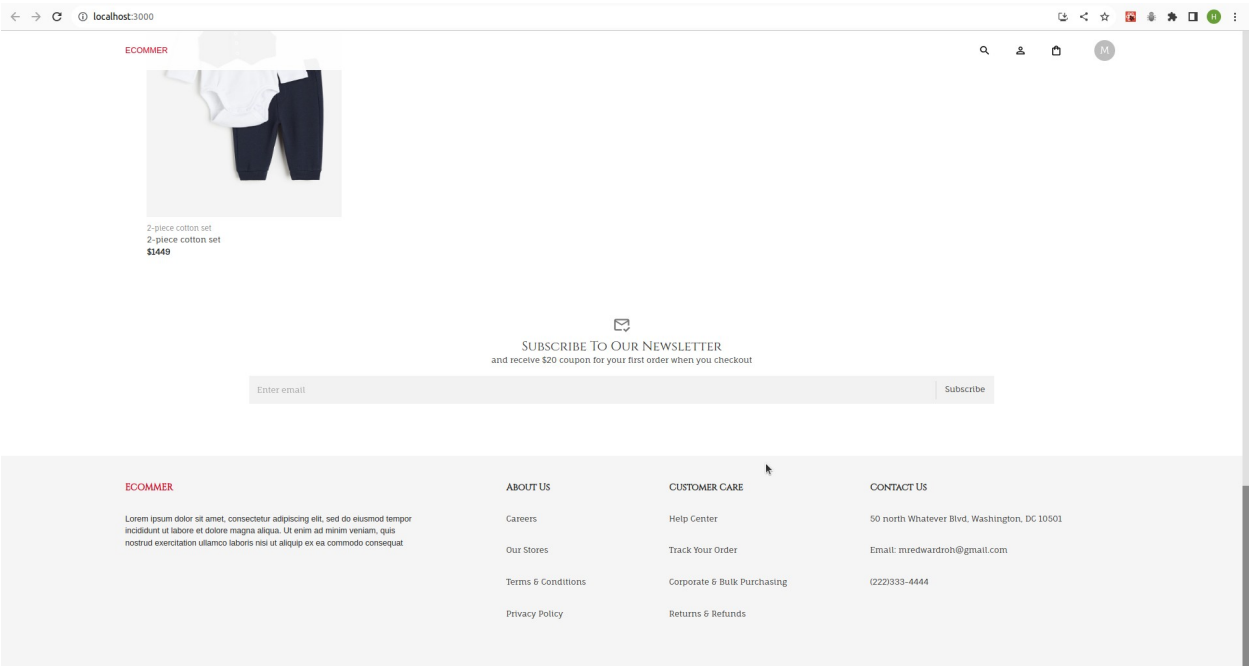 localhost:3000
H
ECOMMER
M
2-piece cotton set
2-piece cotton set
$1449
Subscribe To Our Newsletter
and receive $20 coupon for your first order when you checkout
Enter email
Subscribe
ECOMMER
Lorem ipsum dolor sit amet, consectetur adipiscing elit, sed do eiusmod tempor
incididunt ut labore et dolore magna aliqua. Ut enim ad minim veniam, quis
nostrud exercitation ullamco laboris nisi ut aliquip ex ea commodo consequat
About Us
Careers
Our Stores
Terms & Conditions
Privacy Policy
Customer Care
Help Center
Track Your Order
Corporate & Bulk Purchasing
Returns & Refunds
Contact Us
50 north Whatever Blvd, Washington, DC 10501
Email: mredwardroh@gmail.com
(222)333-4444